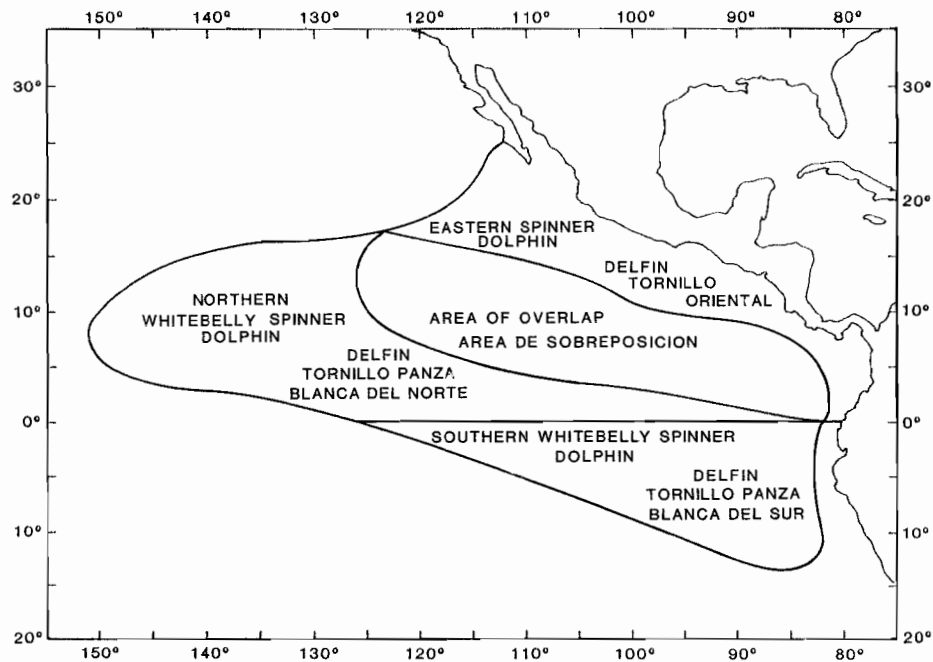 150° 140° 130° 125° 110° 100° 90° 80°
30° 30°
20° 20°
EASTERN SPINNER
DOLPHIN
DELFIN
TORNILLO
ORIENTAL
NORTHERN
WHITEBELLY SPINNER
DOLPHIN
10° 10°
AREA OF OVERLAP
AREA DE SOBREPOSICION
DELFIN
TORNILLO PANZA
BLANCA DEL NORTE
0° 0°
SOUTHERN WHITEBELLY SPINNER
DOLPHIN
DELFIN
TORNILLO PANZA
BLANCA DEL SUR
10° 10°
20° 20°
150° 140° 130° 120° 110° 100° 90° 80°